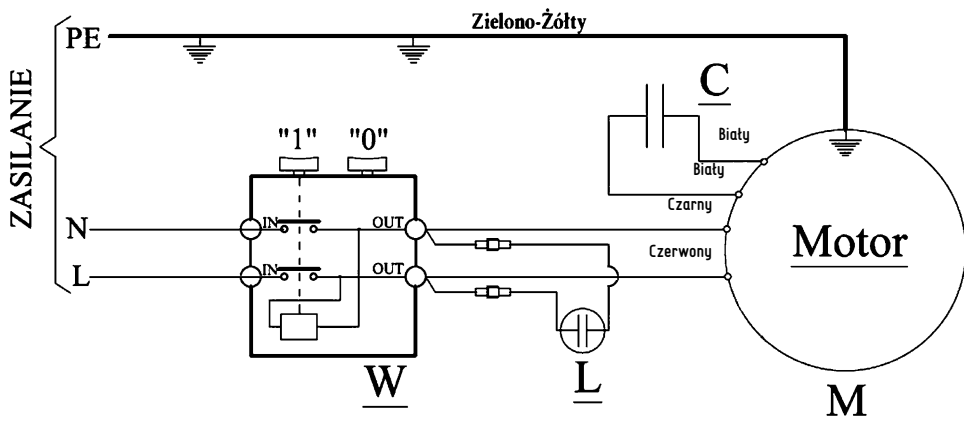 Zielono-Żółty
PE
C
"1" "0"
Biały
Biały
ZASILANIE
Czarny
N
IN
OUT
Czerwony
Motor
L
IN
OUT
W
L
M